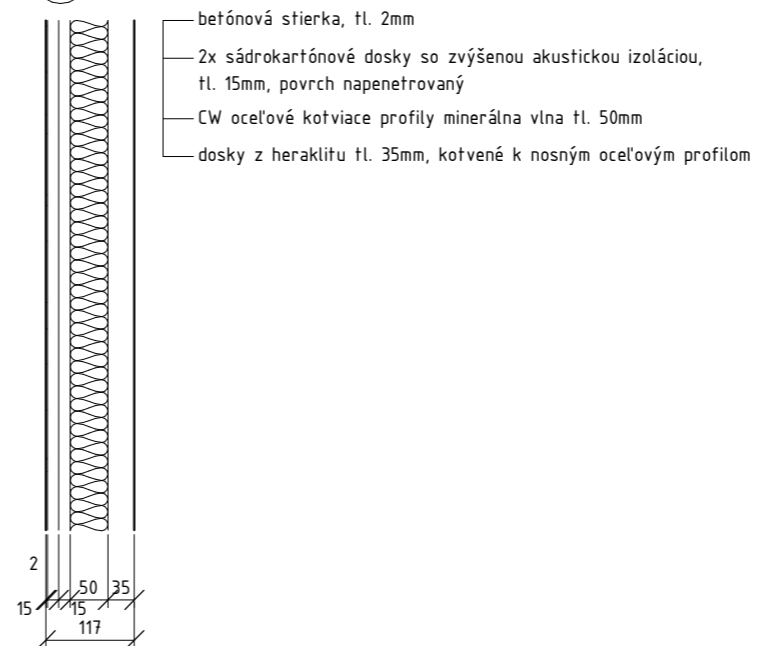 betónová stierka, tl. 2mm
2x sádrokartónové dosky so zvýšenou akustickou izoláciou,
tl. 15mm, povrch napenetrovaný
CW oceľové kotviace profily minerálna vlna tl. 50mm
dosky z heraklitu tl. 35mm, kotvené k nosným oceľovým profilom
2
50 35
15 15
117